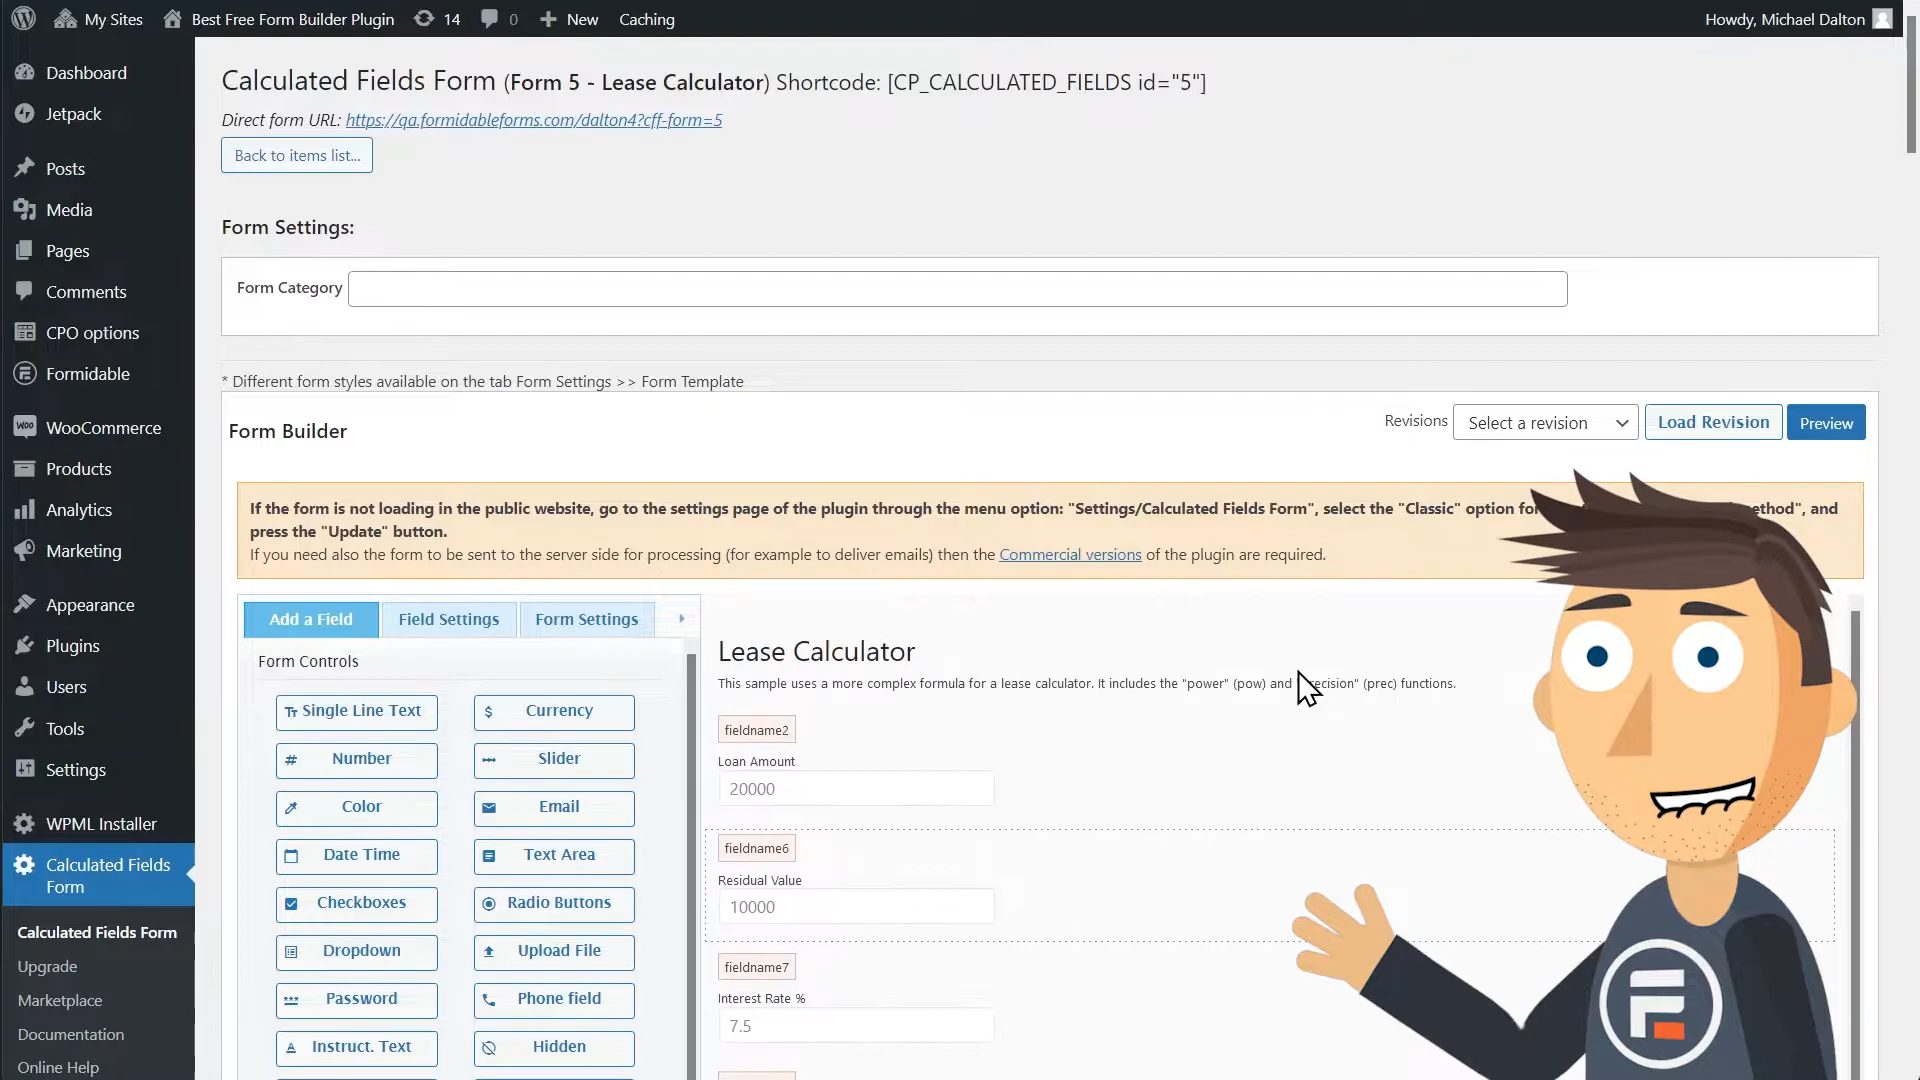 My Sites
Best Free Form Builder Plugin
14
0
New
Caching
Howdy, Michael Dalton
Dashboard
Jetpack
Posts
Media
Pages
Comments
CPO options
Formidable
WooCommerce
Products
Analytics
Marketing
Appearance
Plugins
Users
Tools
Settings
WPML Installer
Calculated Fields
Form
Calculated Fields Form
Upgrade
Marketplace
Documentation
Online Help
Calculated Fields Form (Form 5 - Lease Calculator) Shortcode: [CP_CALCULATED_FIELDS id="5"]
Direct form URL: https://qa.formidableforms.com/dalton4?cff-form=5
Back to items list...
Form Settings:
Form Category
* Different form styles available on the tab Form Settings >> Form Template
Form Builder
Revisions
Select a revision
Load Revision
Preview
If the form is not loading in the public website, go to the settings page of the plugin through the menu option: "Settings/Calculated Fields Form", select the "Classic" option and
press the "Update" button.
If you need also the form to be sent to the server side for processing (for example to deliver emails) then the Commercial versions of the plugin are required.
Add a Field
Field Settings
Form Settings
Form Controls
Single Line Text
Currency
Number
Slider
Color
Email
Date Time
Text Area
Checkboxes
Radio Buttons
Dropdown
Upload File
Password
Phone field
Instruct. Text
Hidden
Lease Calculator
This sample uses a more complex formula for a lease calculator. It includes the "power" (pow) and (prec) functions.
fieldname2
Loan Amount
20000
fieldname6
Residual Value
10000
fieldname7
Interest Rate %
7.5